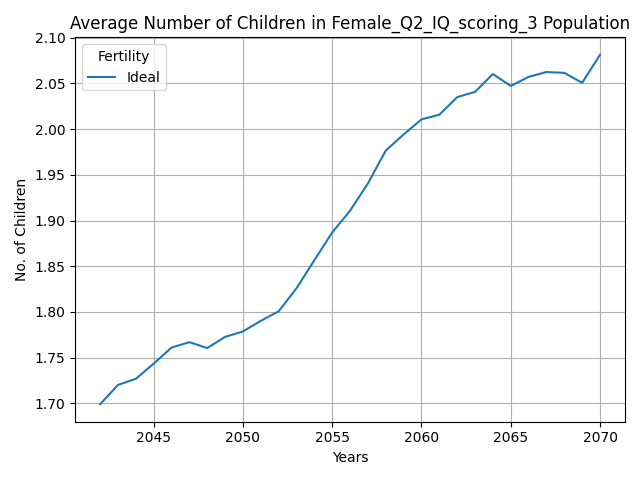 Average Number of Children in Female_Q2_IQ_scoring_3 Population
Fertility
Ideal
No. of Children
2.10
2.05
2.00
1.95
1.90
1.85
1.80
1.75
1.70
2045 2050 2055 2060 2065 2070
Years